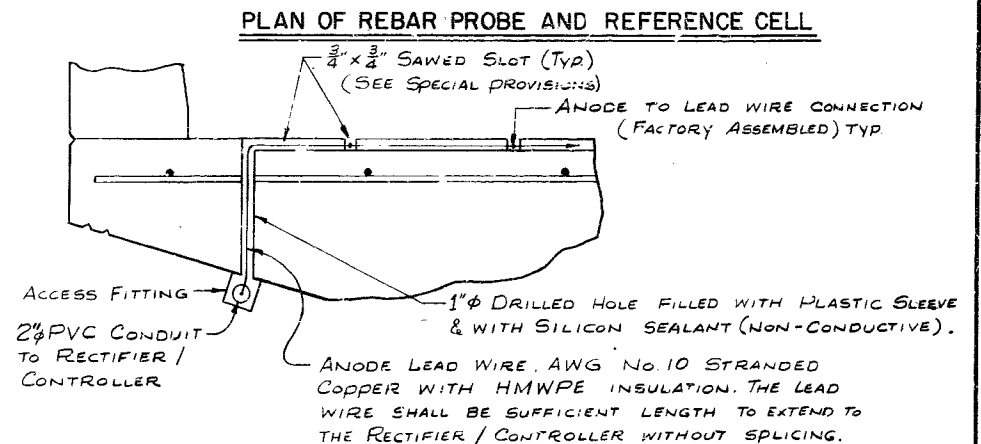 PLAN OF REBAR PROBE AND REFERENCE CELL
3/4" x 3/4" SAWED SLOT (TYP.)
(SEE SPECIAL PROVISIONS)
ANODE TO LEAD WIRE CONNECTION
(FACTORY ASSEMBLED) TYP.
ACCESS FITTING
2"φ PVC CONDUIT
TO RECTIFIER /
CONTROLLER
1"φ DRILLED HOLE FILLED WITH PLASTIC SLEEVE
& WITH SILICON SEALANT (NON-CONDUCTIVE).
ANODE LEAD WIRE. AWG NO. 10 STRANDED
COPPER WITH HMWPE INSULATION. THE LEAD
WIRE SHALL BE SUFFICIENT LENGTH TO EXTEND TO
THE RECTIFIER / CONTROLLER WITHOUT SPLICING.